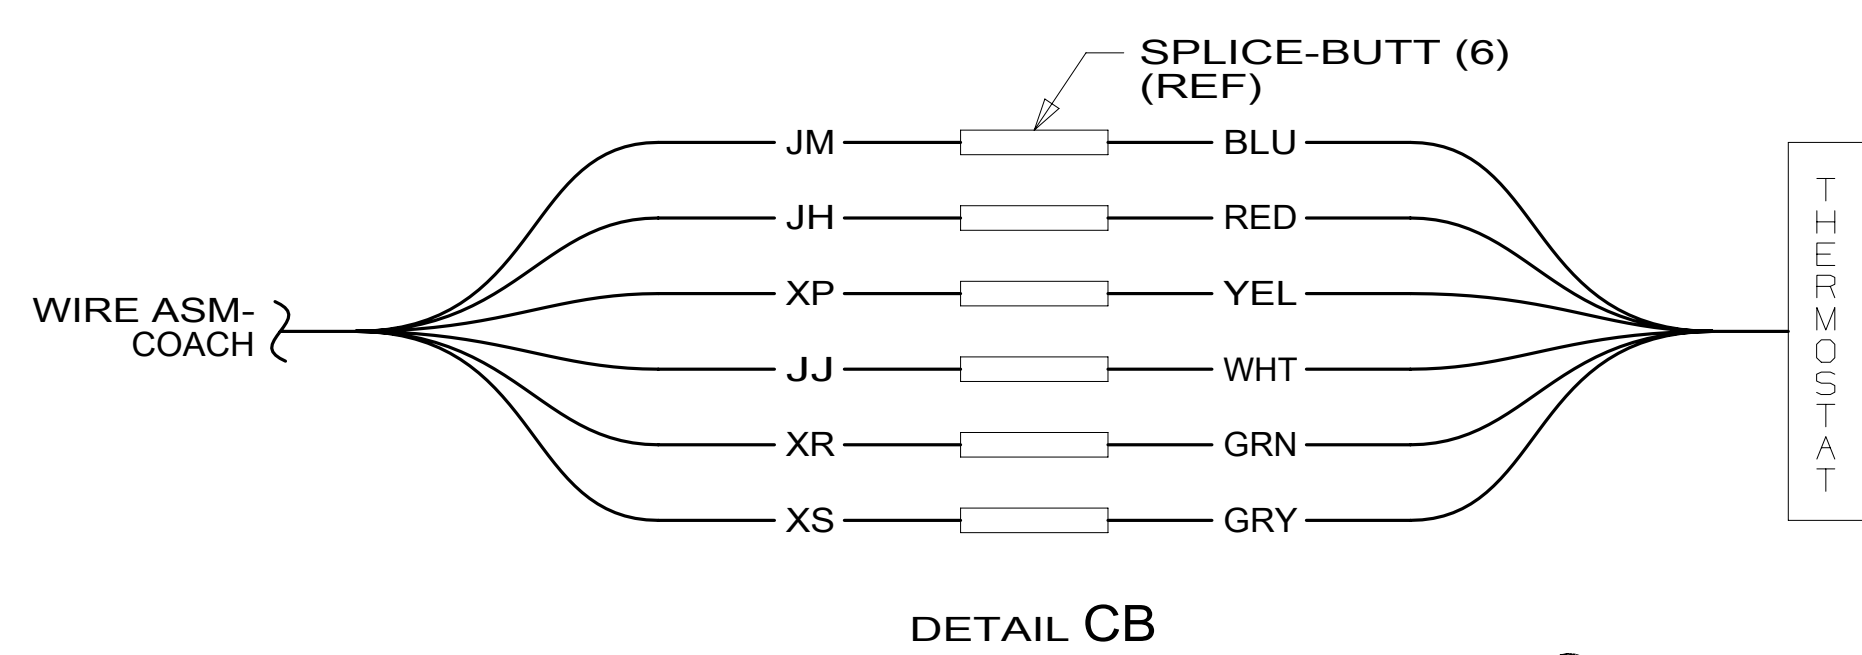 SPLICE-BUTT (6)
(REF)
JM BLU
JH RED
XP YEL
WIRE ASM-
COACH
JJ WHT
XR GRN
XS GRY
THERMOSTAT
DETAIL CB